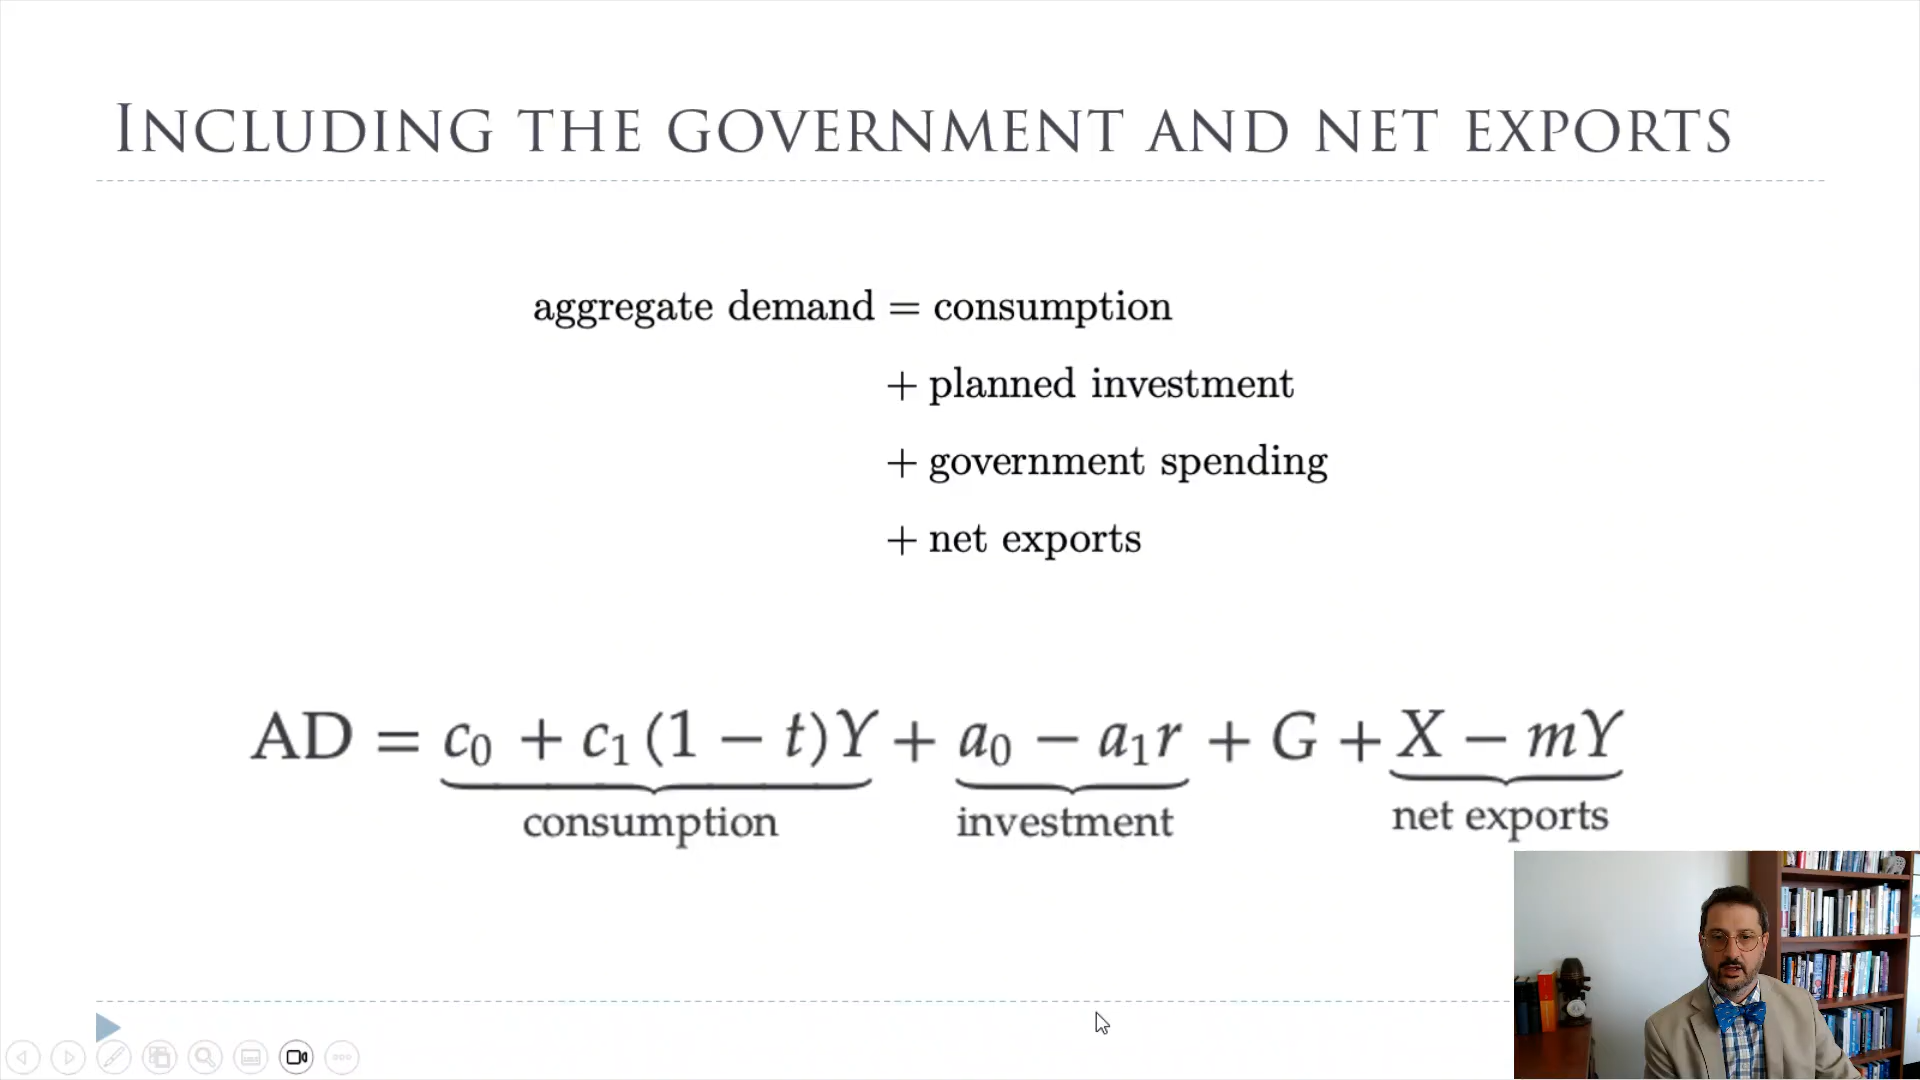 INCLUDING THE GOVERNMENT AND NET EXPORTS
aggregate demand = consumption
+ planned investment
+ government spending
+ net exports
AD = c₀ + c₁(1 − t)Y + a₀ − a₁r + G + X − mY
consumption investment net exports